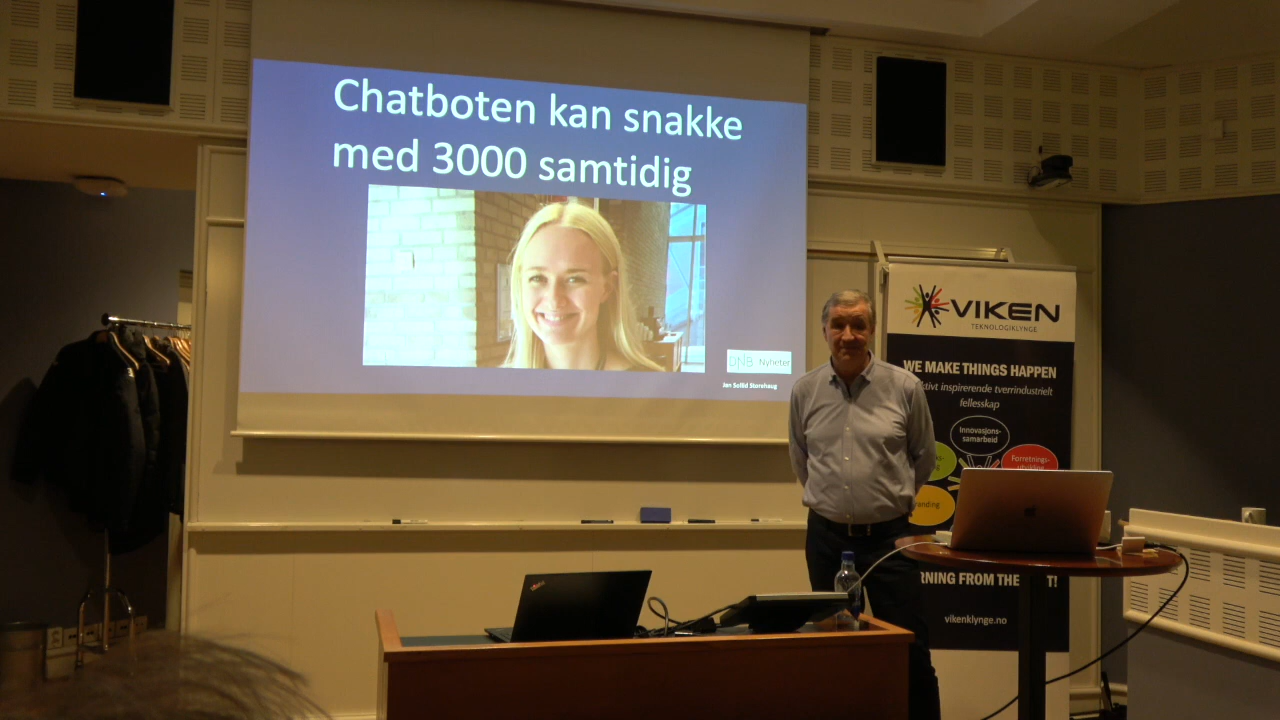 Chatboten kan snakke
med 3000 samtidig
DNB Nyheter
Jan Sollid Storehaug
VIKEN
TEKNOLOGIKLYNGE
WE MAKE THINGS HAPPEN
inspirerende tverrindustrielt
fellesskap
Innovasjons-
samarbeid
Forretnings-
RNING FROM THE
T!
vikenklynge.no